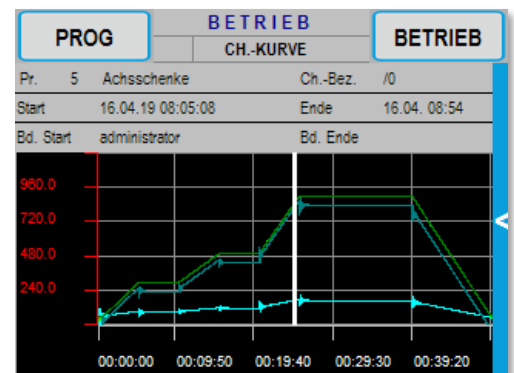 PROG
BETRIEB
CH.-KURVE
BETRIEB
Pr. 5 Achsschenke Ch.-Bez. /0
Start 16.04.19 08:05:08 Ende 16.04. 08:54
Bd. Start administrator Bd. Ende
960.0
720.0
480.0
240.0
00:00:00 00:09:50 00:19:40 00:29:30 00:39:20